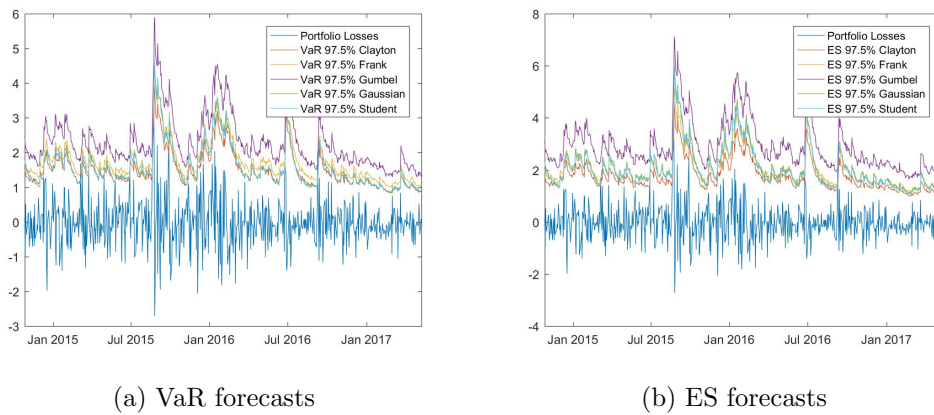 6
5
4
3
2
1
0
-1
-2
-3
Portfolio Losses
VaR 97.5% Clayton
VaR 97.5% Frank
VaR 97.5% Gumbel
VaR 97.5% Gaussian
VaR 97.5% Student
Jan 2015 Jul 2015 Jan 2016 Jul 2016 Jan 2017
(a) VaR forecasts
8
6
4
2
0
-2
-4
Portfolio Losses
ES 97.5% Clayton
ES 97.5% Frank
ES 97.5% Gumbel
ES 97.5% Gaussian
ES 97.5% Student
Jan 2015 Jul 2015 Jan 2016 Jul 2016 Jan 2017
(b) ES forecasts